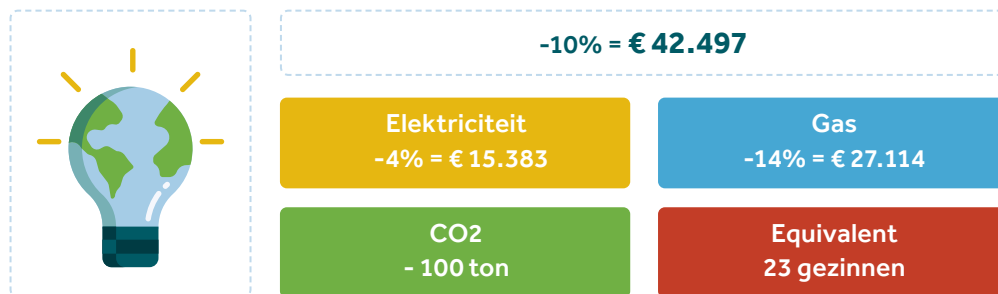 -10% = € 42.497
Elektriciteit
-4% = € 15.383
Gas
-14% = € 27.114
CO2
- 100 ton
Equivalent
23 gezinnen